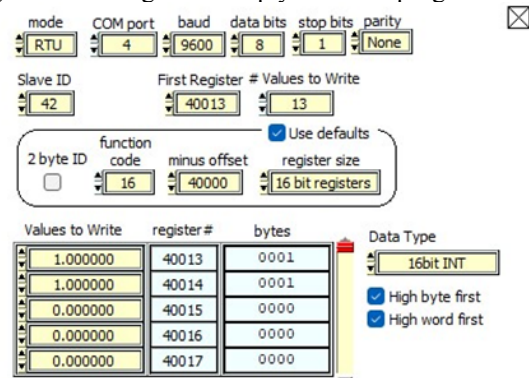 mode COM port baud data bits stop bits parity
RTU 4 9600 8 1 None
Slave ID First Register # Values to Write
42 40013 13
Use defaults
2 byte ID function code minus offset register size
16 40000 16 bit registers
Values to Write register# bytes
Data Type
1.000000 40013 0001
16bit INT
1.000000 40014 0001
High byte first
0.000000 40015 0000
High word first
0.000000 40016 0000
0.000000 40017 0000